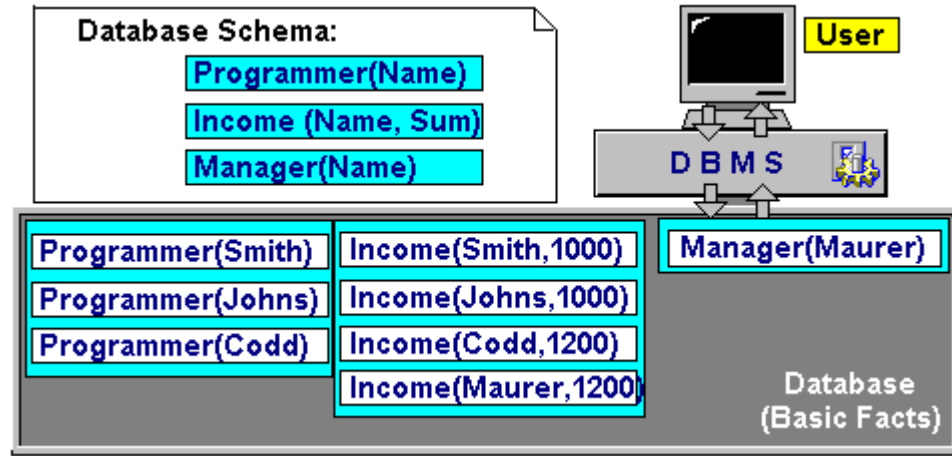 Database Schema:
Programmer(Name)
Income (Name, Sum)
Manager(Name)
User
D B M S
Programmer(Smith)
Programmer(Johns)
Programmer(Codd)
Income(Smith,1000)
Income(Johns,1000)
Income(Codd,1200)
Income(Maurer,1200)
Manager(Maurer)
Database
(Basic Facts)